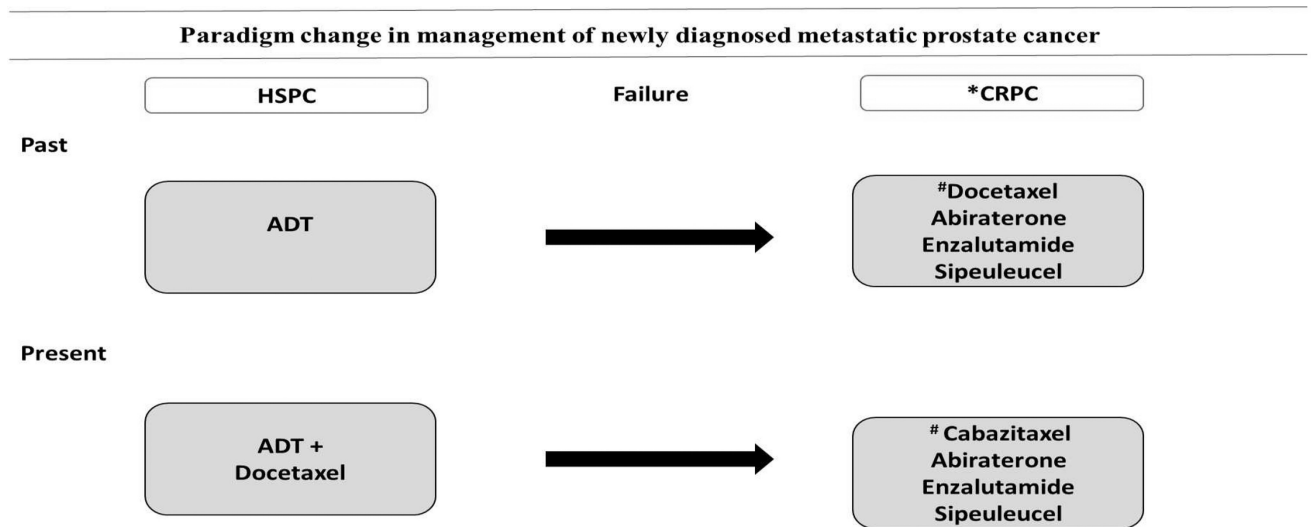 Paradigm change in management of newly diagnosed metastatic prostate cancer
HSPC Failure *CRPC
Past
ADT
#Docetaxel
Abiraterone
Enzalutamide
Sipeuleucel
Present
ADT +
Docetaxel
# Cabazitaxel
Abiraterone
Enzalutamide
Sipeuleucel